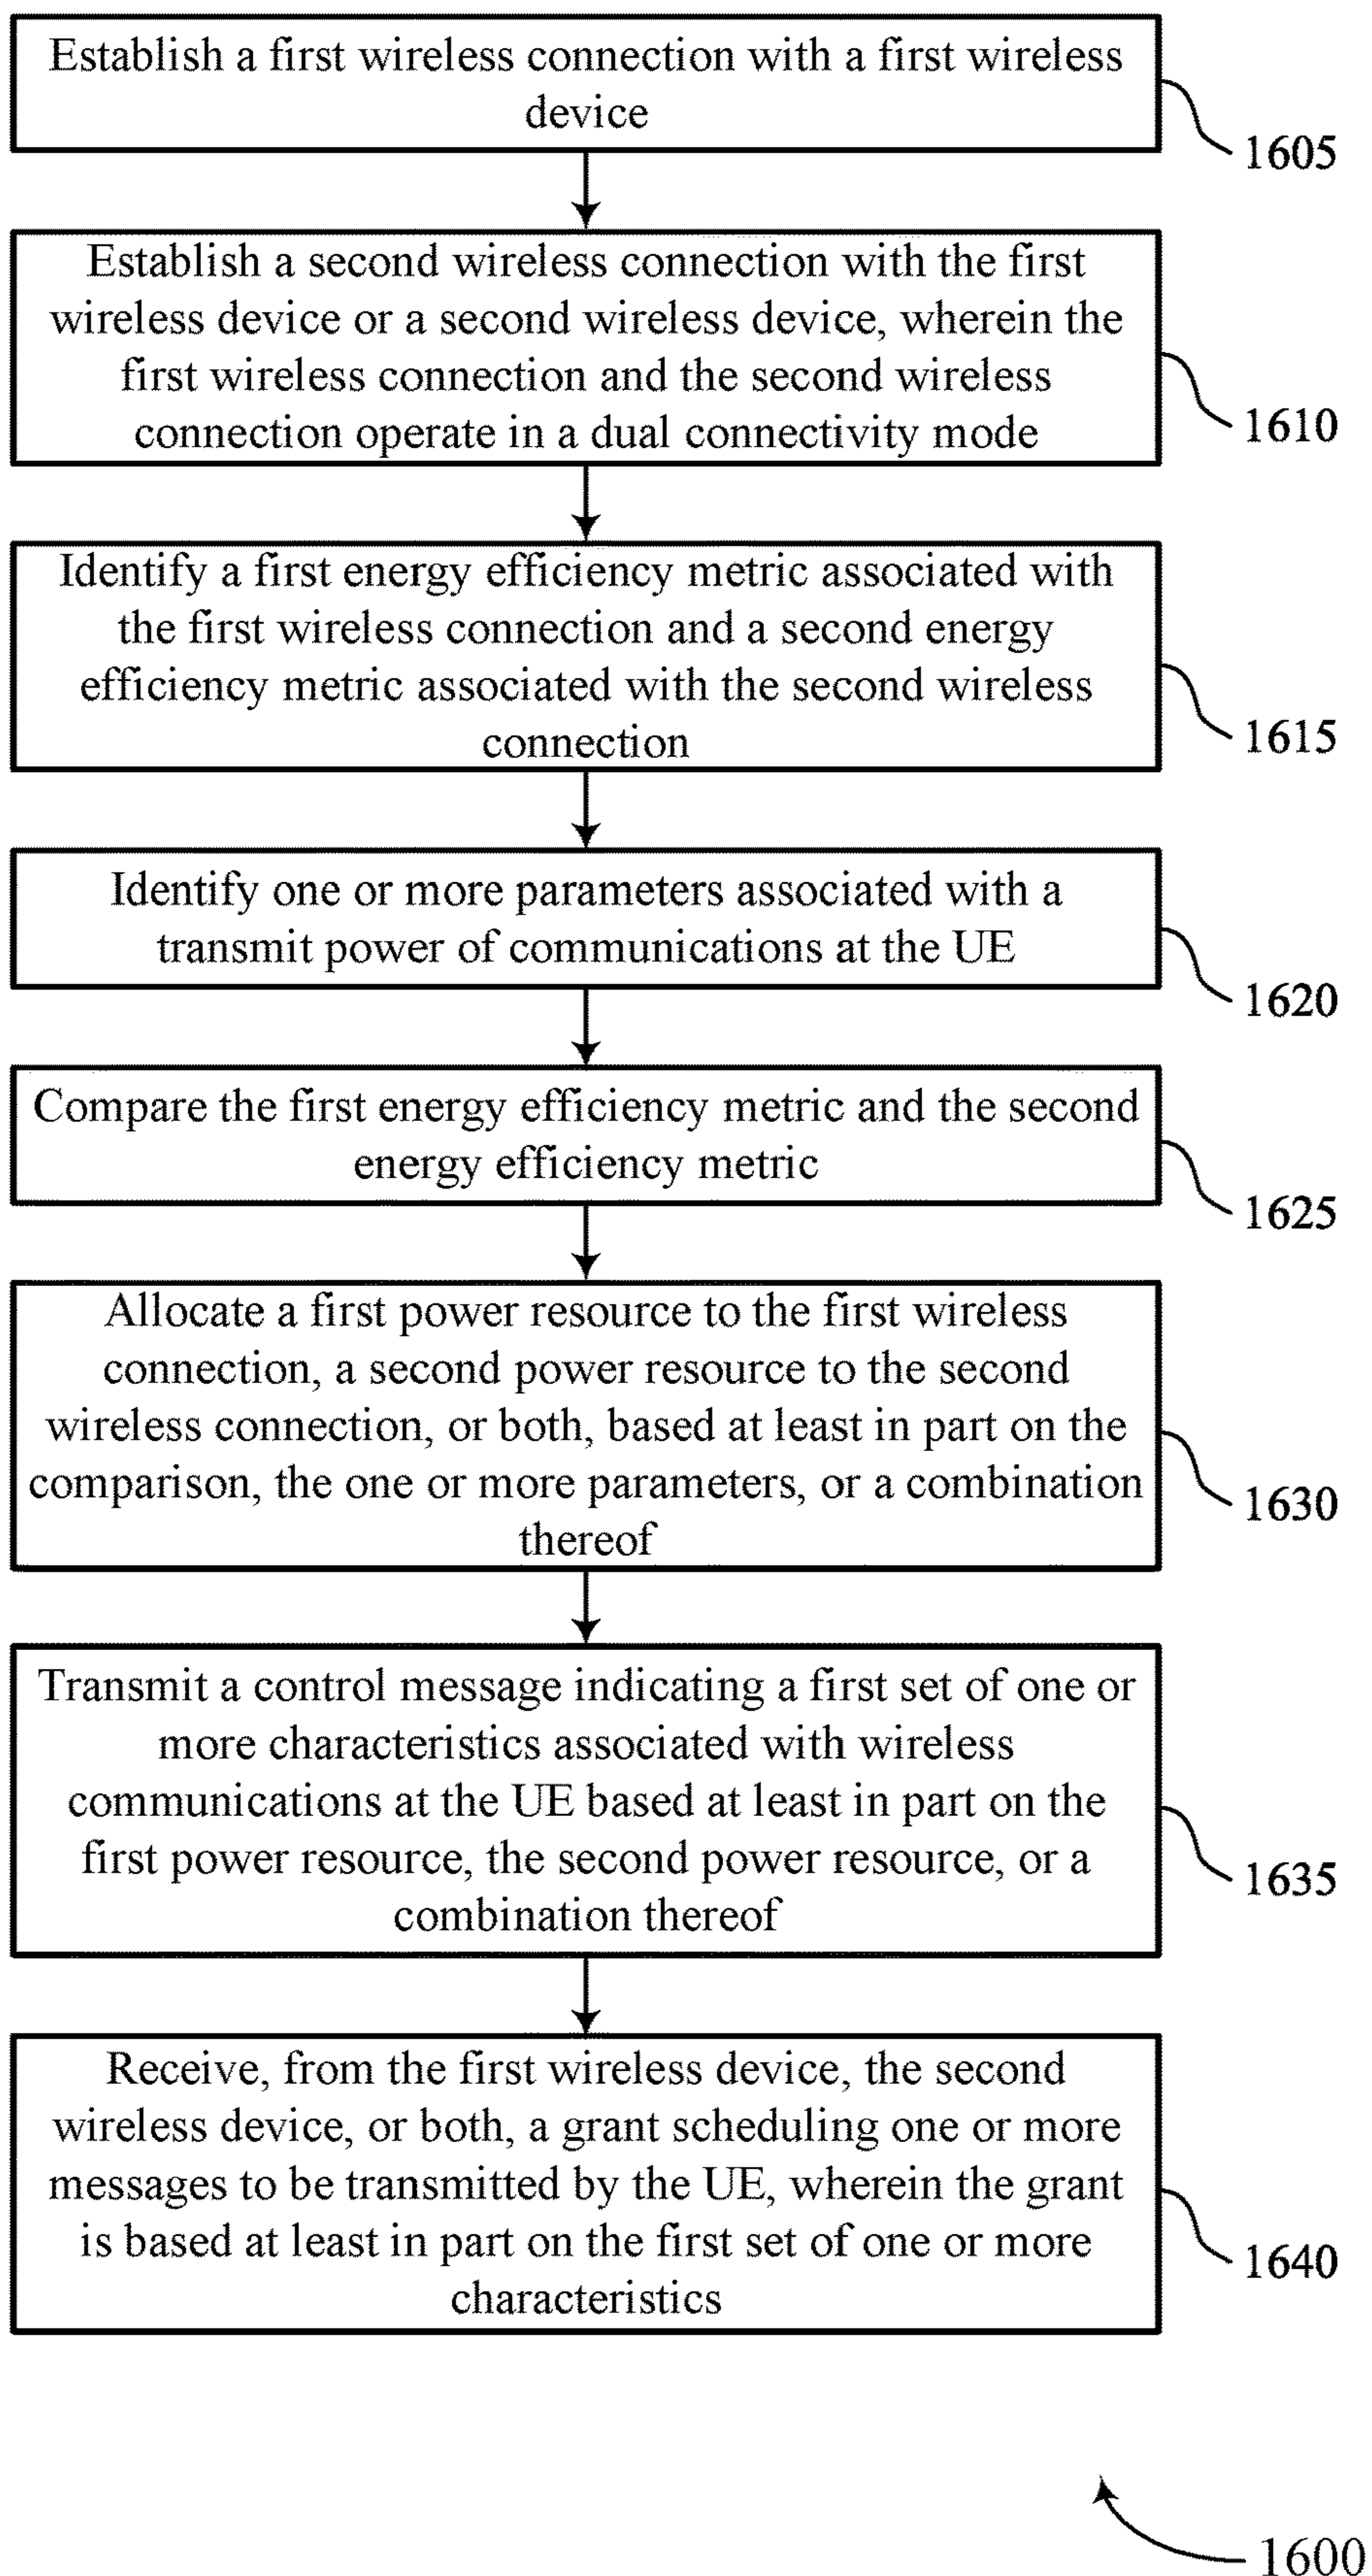 Establish a first wireless connection with a first wireless
device
1605
Establish a second wireless connection with the first
wireless device or a second wireless device, wherein the
first wireless connection and the second wireless
connection operate in a dual connectivity mode
1610
Identify a first energy efficiency metric associated with
the first wireless connection and a second energy
efficiency metric associated with the second wireless
connection
1615
Identify one or more parameters associated with a
transmit power of communications at the UE
1620
Compare the first energy efficiency metric and the second
energy efficiency metric
1625
Allocate a first power resource to the first wireless
connection, a second power resource to the second
wireless connection, or both, based at least in part on the
comparison, the one or more parameters, or a combination
thereof
1630
Transmit a control message indicating a first set of one or
more characteristics associated with wireless
communications at the UE based at least in part on the
first power resource, the second power resource, or a
combination thereof
1635
Receive, from the first wireless device, the second
wireless device, or both, a grant scheduling one or more
messages to be transmitted by the UE, wherein the grant
is based at least in part on the first set of one or more
characteristics
1640
1600